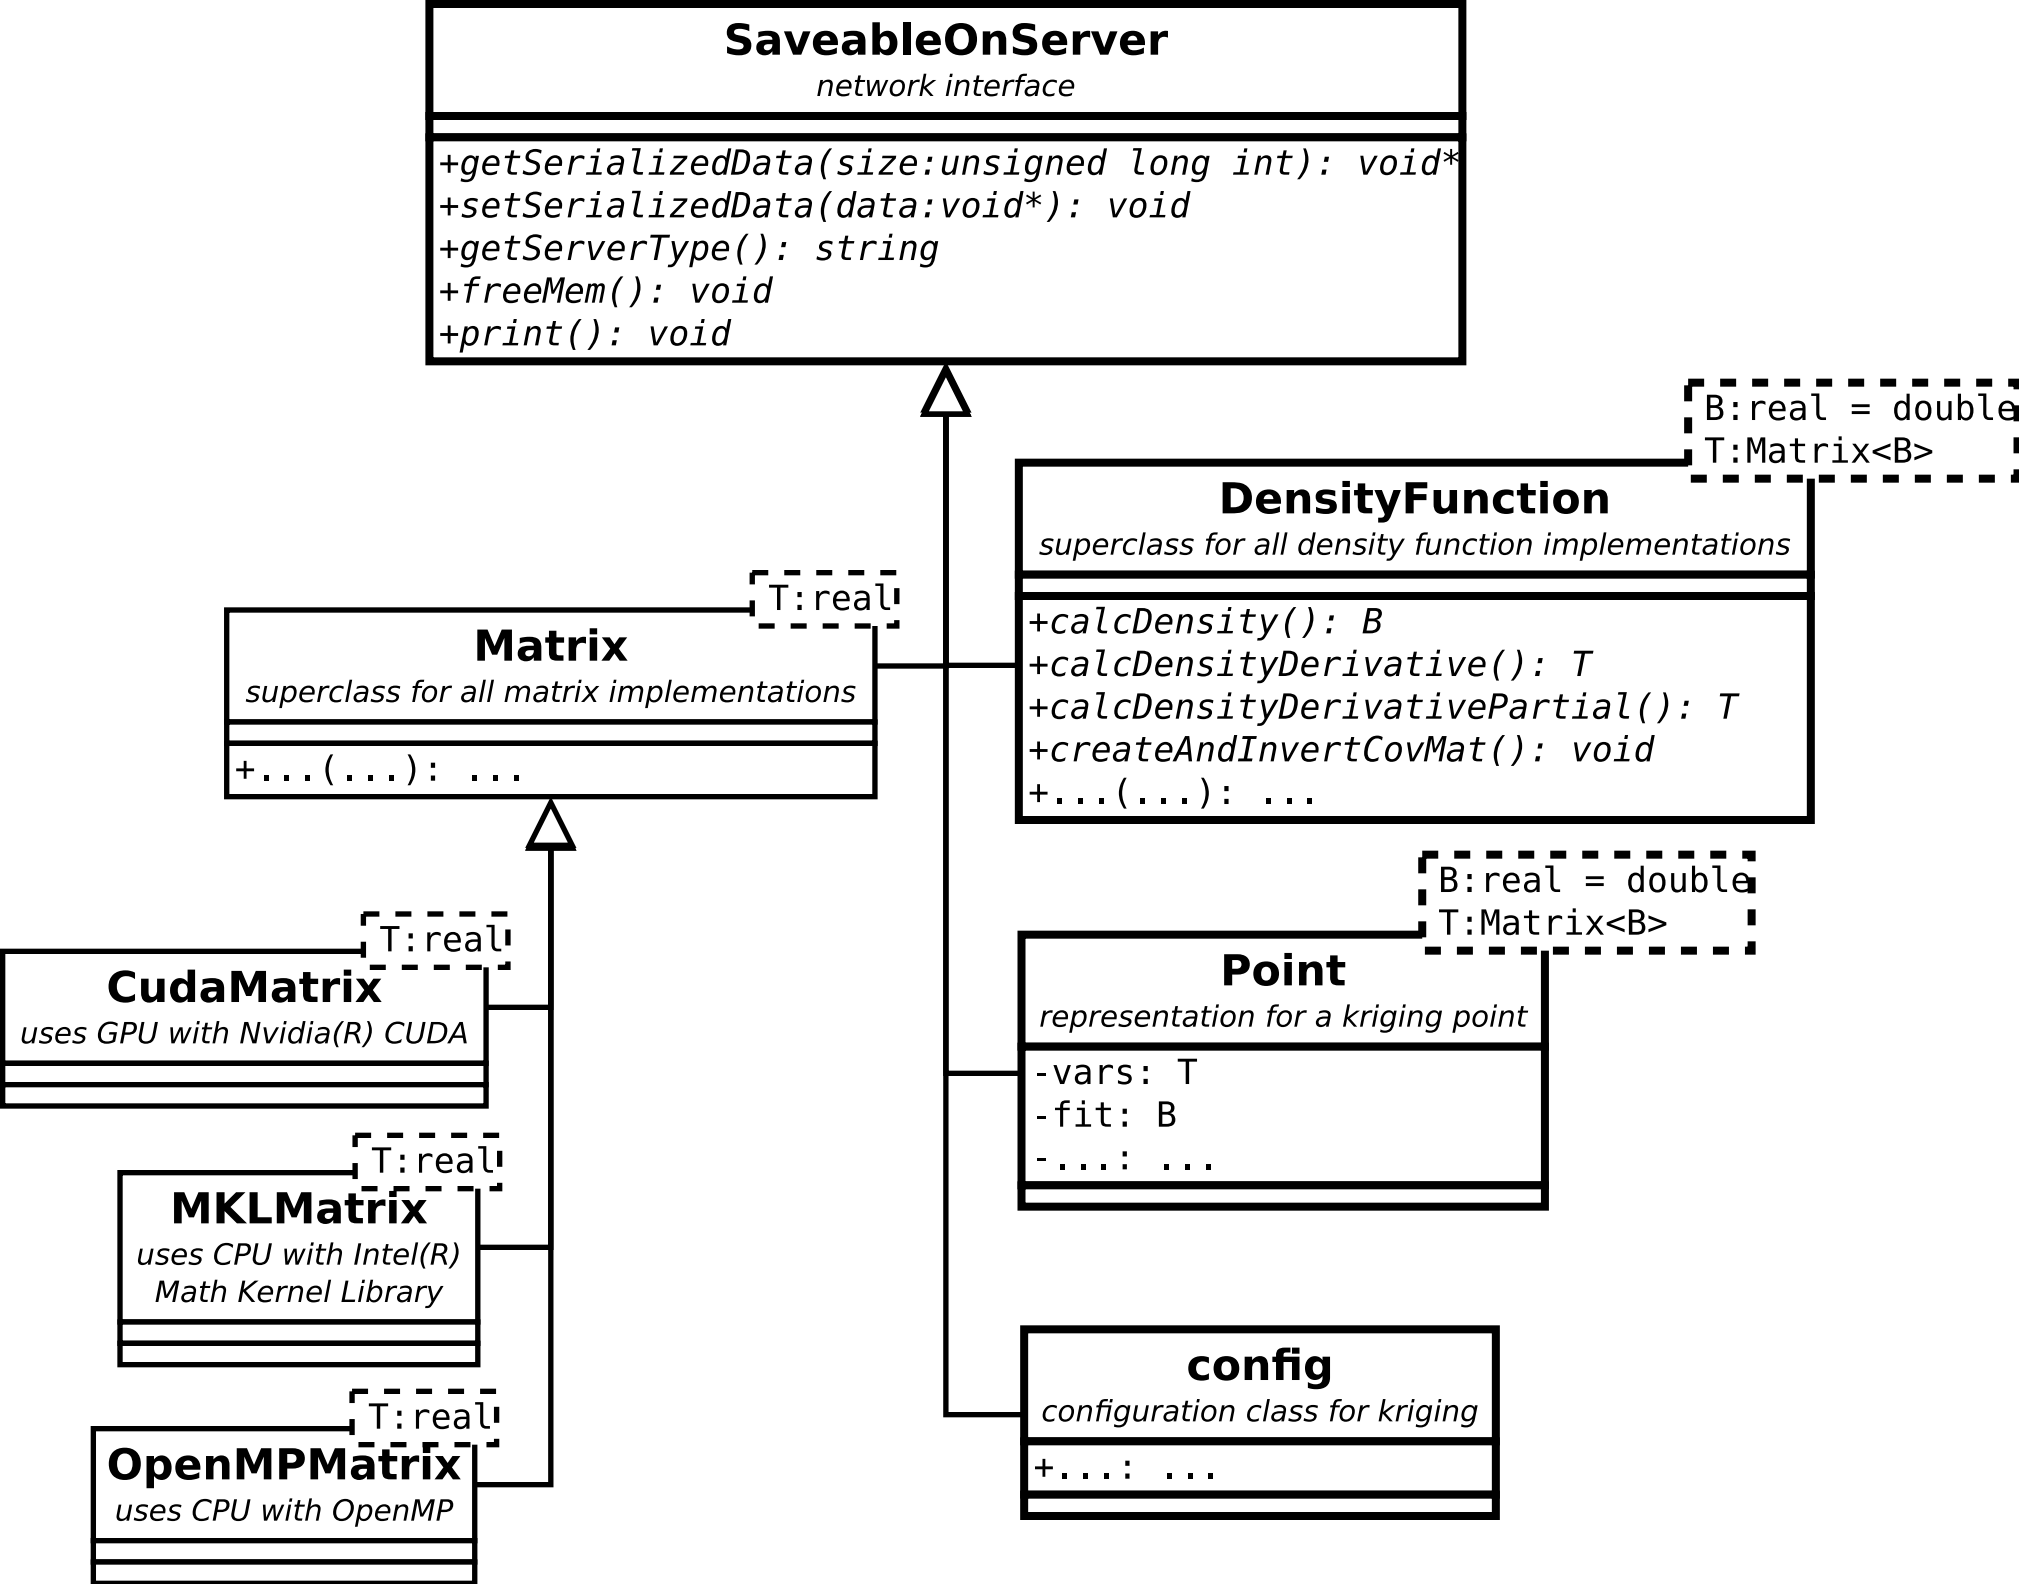 SaveableOnServer
network interface
+getSerializedData(size:unsigned long int): void*
+setSerializedData(data:void*): void
+getServerType(): string
+freeMem(): void
+print(): void
B:real = double
T:Matrix<B>
DensityFunction
superclass for all density function implementations
+calcDensity(): B
+calcDensityDerivative(): T
+calcDensityDerivativePartial(): T
+createAndInvertCovMat(): void
+...(...): ...
T:real
Matrix
superclass for all matrix implementations
+...(...): ...
B:real = double
T:Matrix<B>
Point
representation for a kriging point
-vars: T
-fit: B
-...: ...
T:real
CudaMatrix
uses GPU with Nvidia(R) CUDA
T:real
MKLMatrix
uses CPU with Intel(R)
Math Kernel Library
config
configuration class for kriging
+...: ...
T:real
OpenMPMatrix
uses CPU with OpenMP